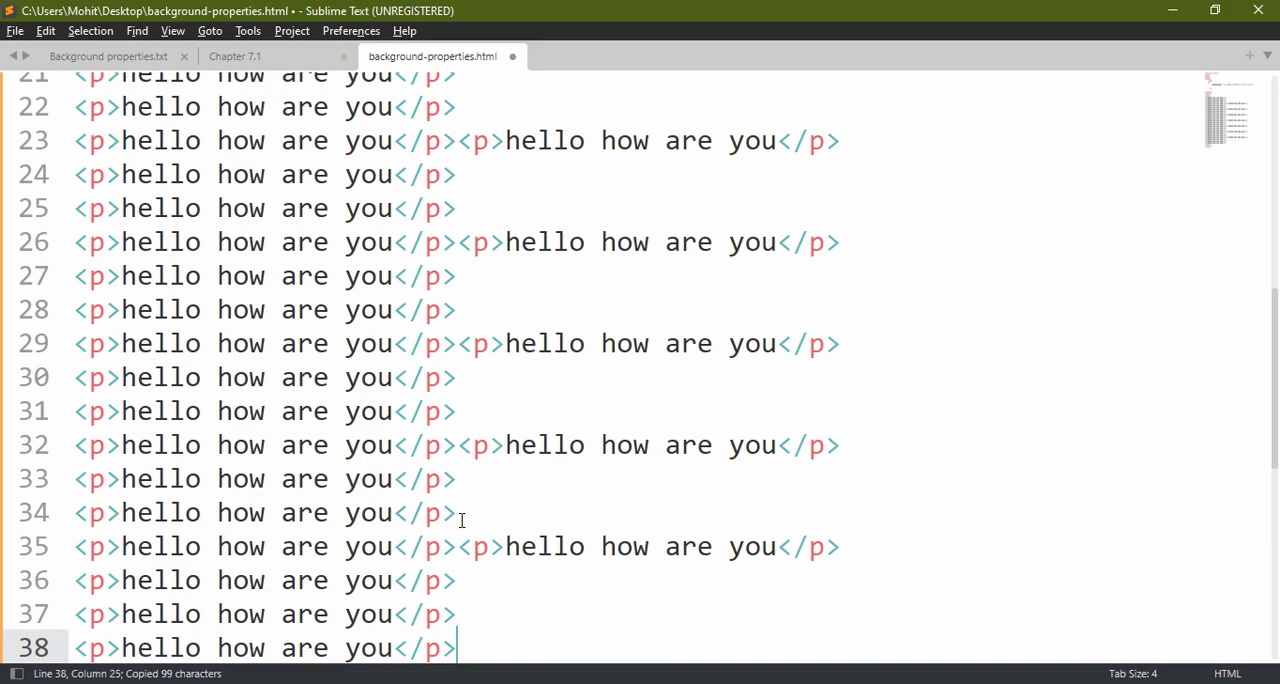 C:\Users\Mohit\Desktop\background-properties.html • - Sublime Text (UNREGISTERED)
File Edit Selection Find View Goto Tools Project Preferences Help
Background properties.txt Chapter 7.1 background-properties.html
21 <p>hello how are you</p>
22 <p>hello how are you</p>
23 <p>hello how are you</p><p>hello how are you</p>
24 <p>hello how are you</p>
25 <p>hello how are you</p>
26 <p>hello how are you</p><p>hello how are you</p>
27 <p>hello how are you</p>
28 <p>hello how are you</p>
29 <p>hello how are you</p><p>hello how are you</p>
30 <p>hello how are you</p>
31 <p>hello how are you</p>
32 <p>hello how are you</p><p>hello how are you</p>
33 <p>hello how are you</p>
34 <p>hello how are you</p>
35 <p>hello how are you</p><p>hello how are you</p>
36 <p>hello how are you</p>
37 <p>hello how are you</p>
38 <p>hello how are you</p>
Line 38, Column 25; Copied 99 characters Tab Size: 4 HTML